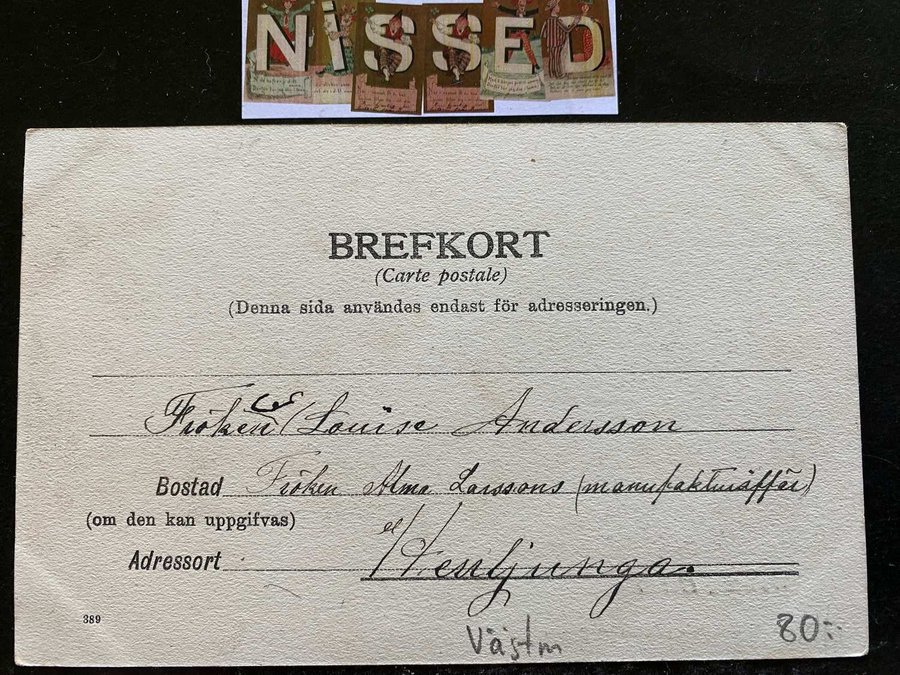 NISSED
BREFKORT
(Carte postale)
(Denna sida användes endast för adresseringen.)
Fröken Louise Andersson
Bostad Fröken Alma Larssons (manufakturäffär)
(om den kan uppgifvas)
Adressort
389
Västm
80:-